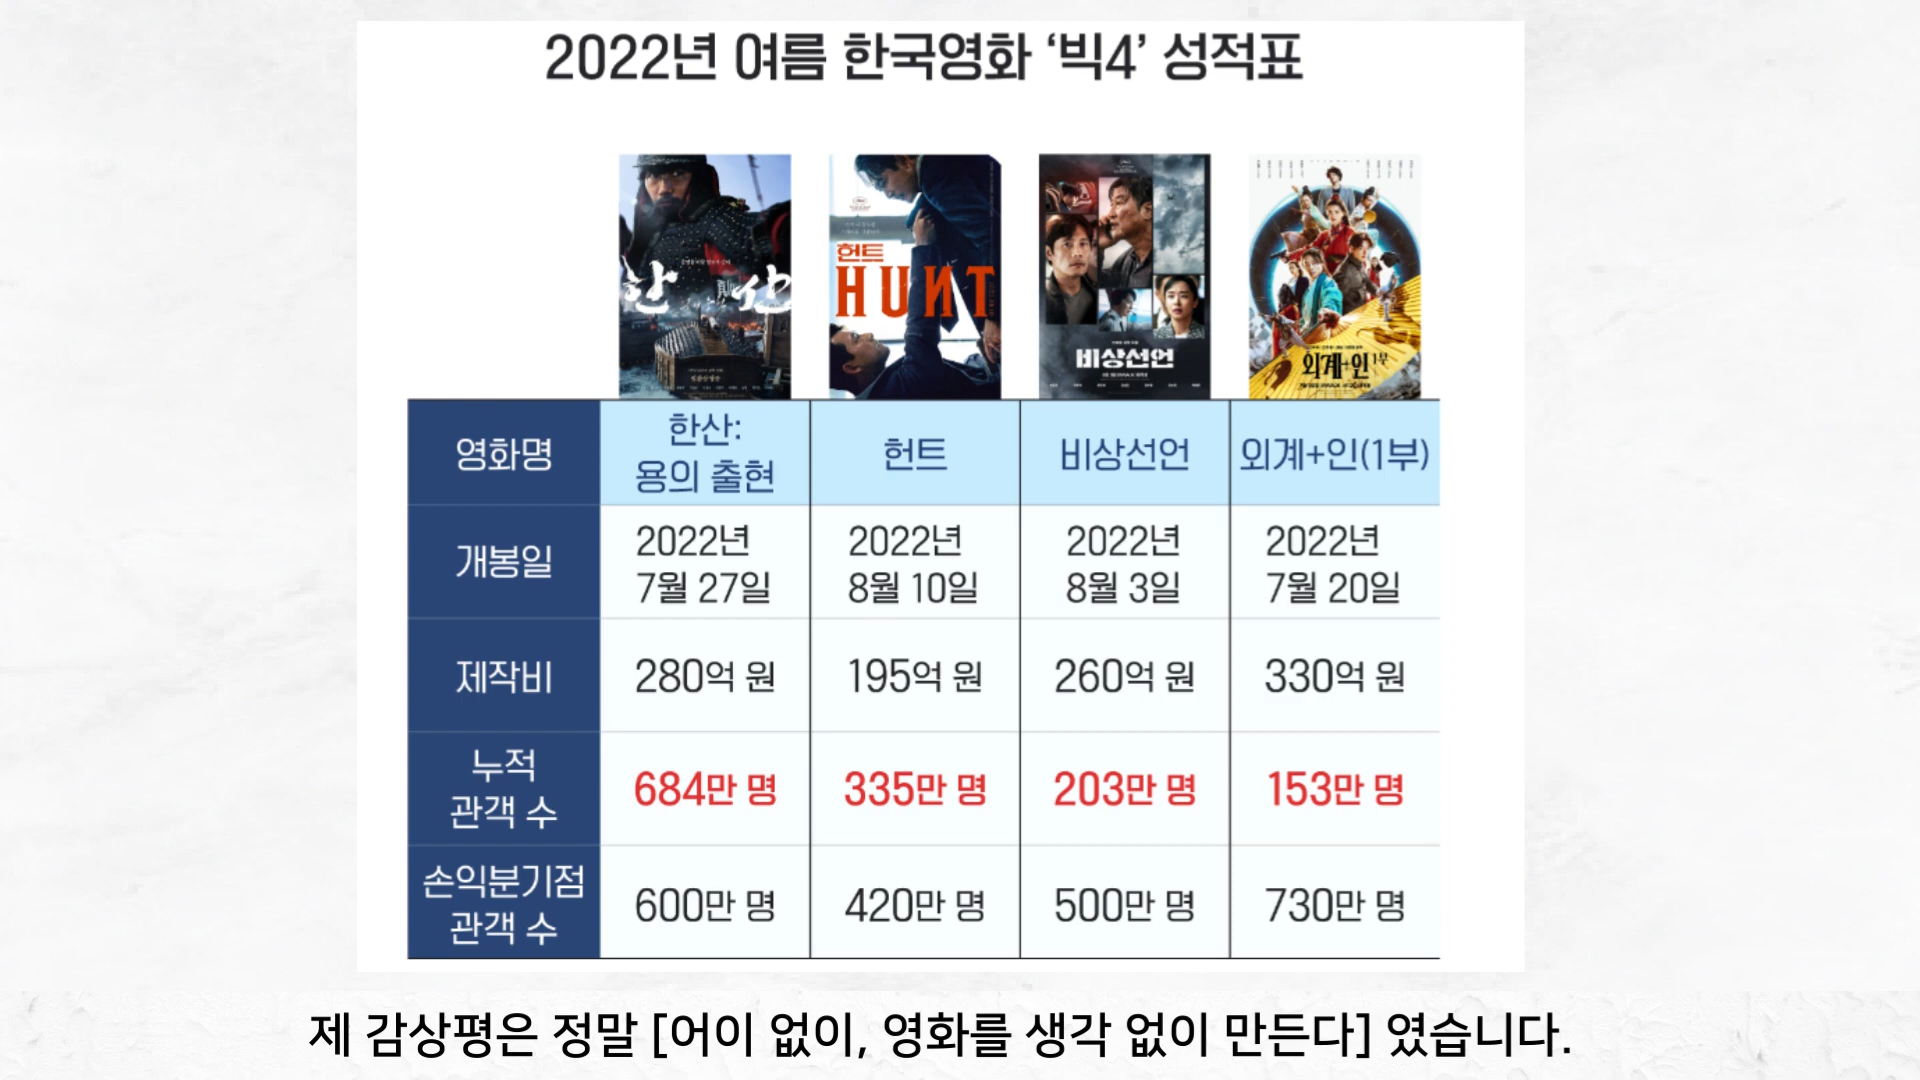 2022년 여름 한국영화 ‘빅4’ 성적표
한산
헌트
HUNT
비상선언
외계+인 1부
영화명
한산:
용의 출현
헌트
비상선언
외계+인(1부)
개봉일
2022년
7월 27일
2022년
8월 10일
2022년
8월 3일
2022년
7월 20일
제작비
280억 원
195억 원
260억 원
330억 원
누적
관객 수
684만 명
335만 명
203만 명
153만 명
손익분기점
관객 수
600만 명
420만 명
500만 명
730만 명
제 감상평은 정말 [어이 없이, 영화를 생각 없이 만든다] 였습니다.